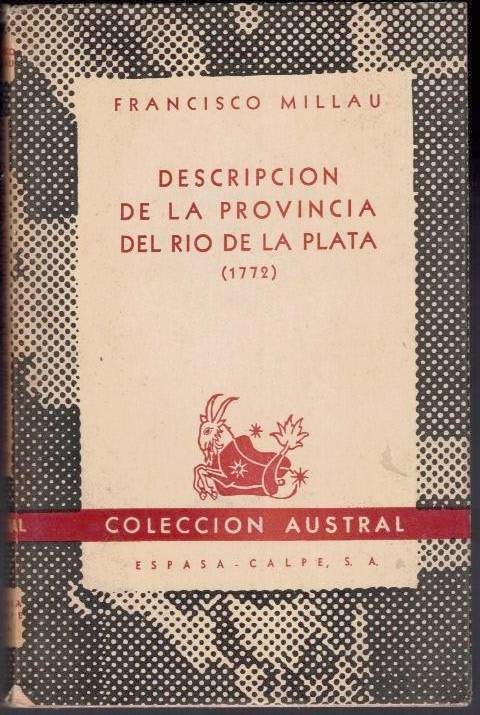 FRANCISCO MILLAU
DESCRIPCION
DE LA PROVINCIA
DEL RIO DE LA PLATA
(1772)
COLECCION AUSTRAL
ESPASA-CALPE, S. A.